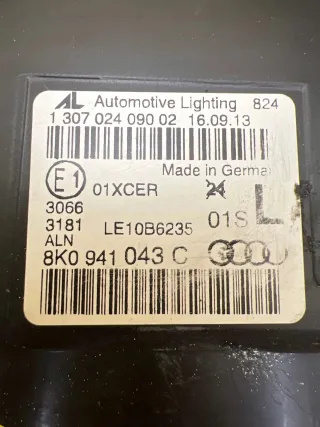 AL Automotive Lighting 824
1 307 024 090 02 16.09.13
Made in German
E1 01XCER 24
3066
3181 LE10B6235 01S L
ALN
8K0 941 043 C